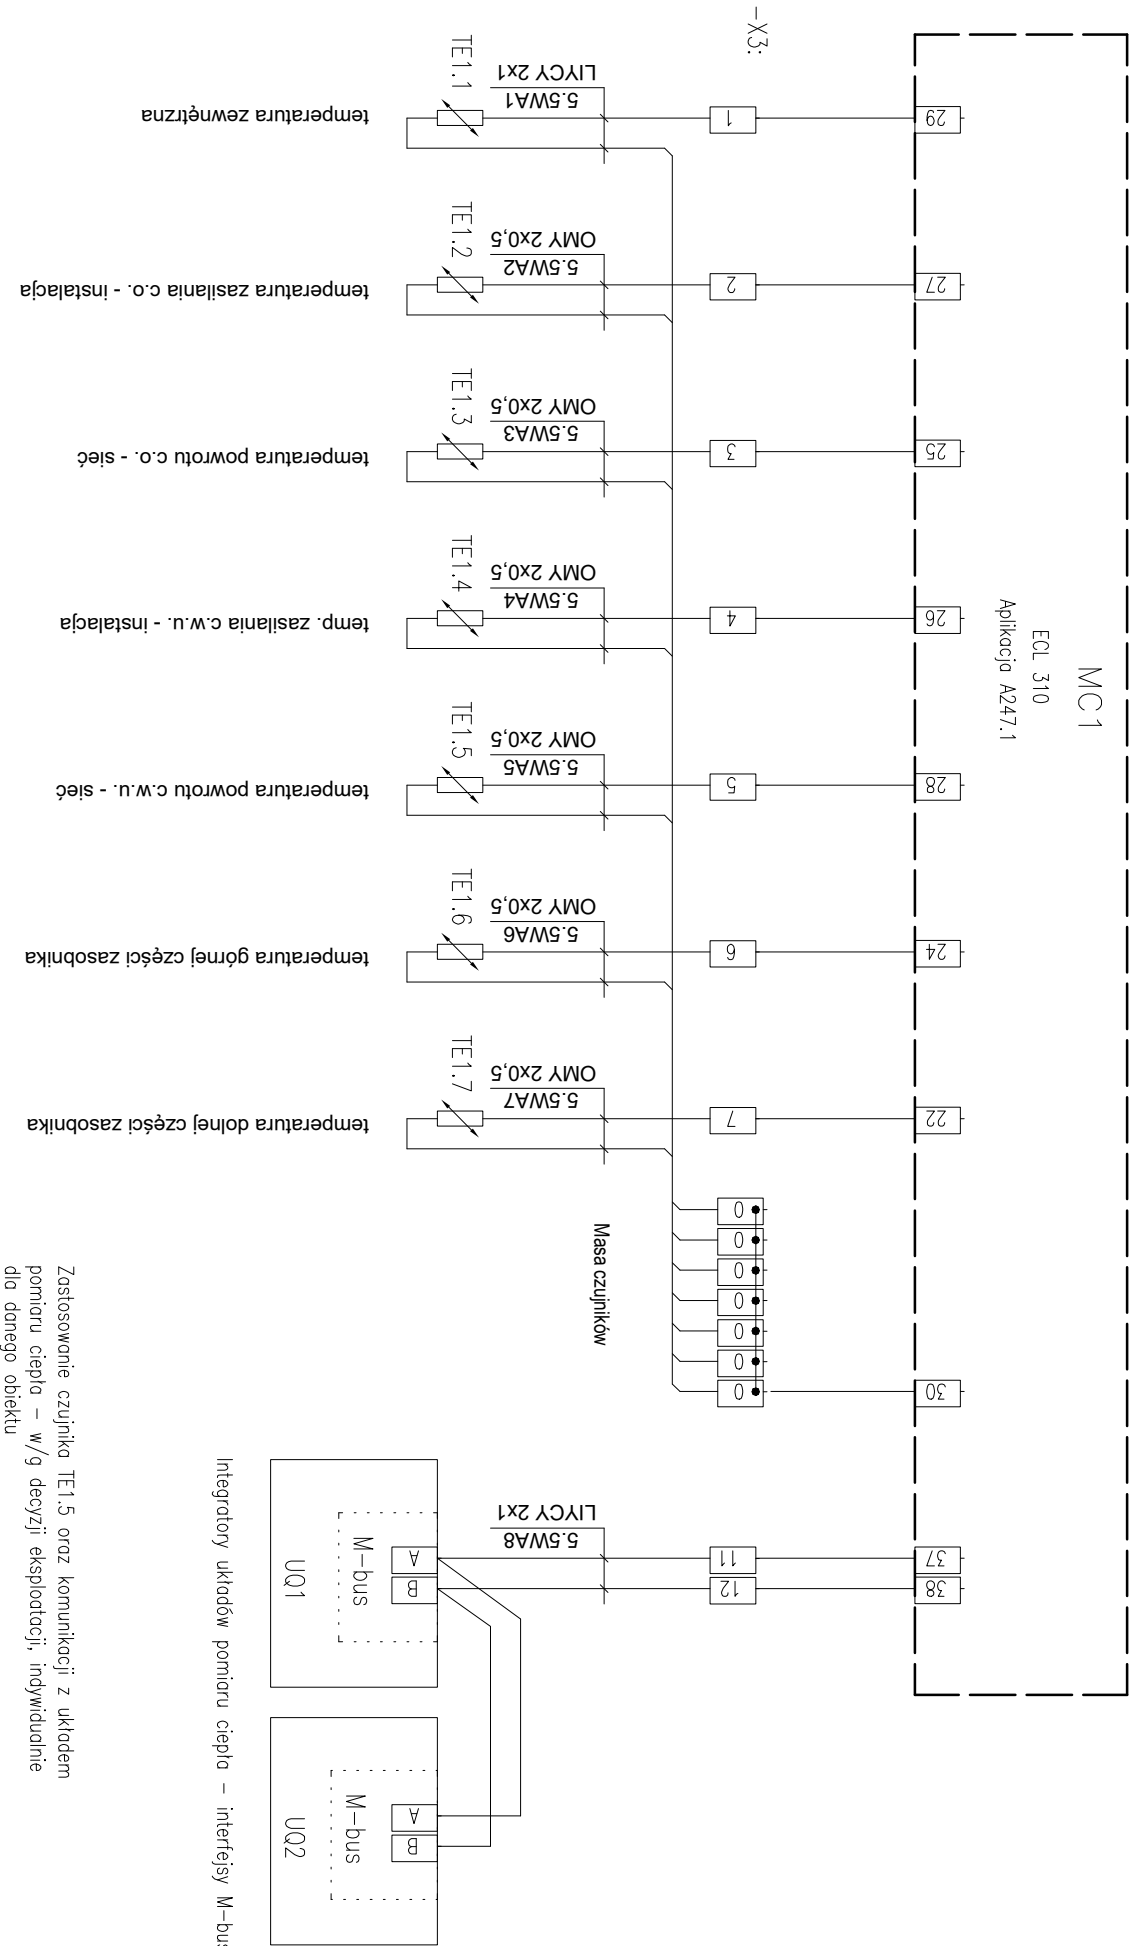 MC1
ECL 310
Aplikacja A247.1
29
27
25
26
28
24
22
30
37
38
-X3:
1
2
3
4
5
6
7
0
0
0
0
0
0
0
11
12
Masa czujników
5.5WA1
LIYCY 2x1
5.5WA2
OMY 2x0,5
5.5WA3
OMY 2x0,5
5.5WA4
OMY 2x0,5
5.5WA5
OMY 2x0,5
5.5WA6
OMY 2x0,5
5.5WA7
OMY 2x0,5
5.5WA8
LIYCY 2x1
TE1.1
TE1.2
TE1.3
TE1.4
TE1.5
TE1.6
TE1.7
temperatura zewnętrzna
temperatura zasilania c.o. - instalacja
temperatura powrotu c.o. - sieć
temp. zasilania c.w.u. - instalacja
temperatura powrotu c.w.u. - sieć
temperatura górnej części zasobnika
temperatura dolnej części zasobnika
A
B
M-bus
UQ1
A
B
M-bus
UQ2
Integratory układów pomiaru ciepła - interfejsy M-bus
Zastosowanie czujnika TE1.5 oraz komunikacji z układem
pomiaru ciepła - w/g decyzji eksploatacji, indywidualnie
dla danego obiektu